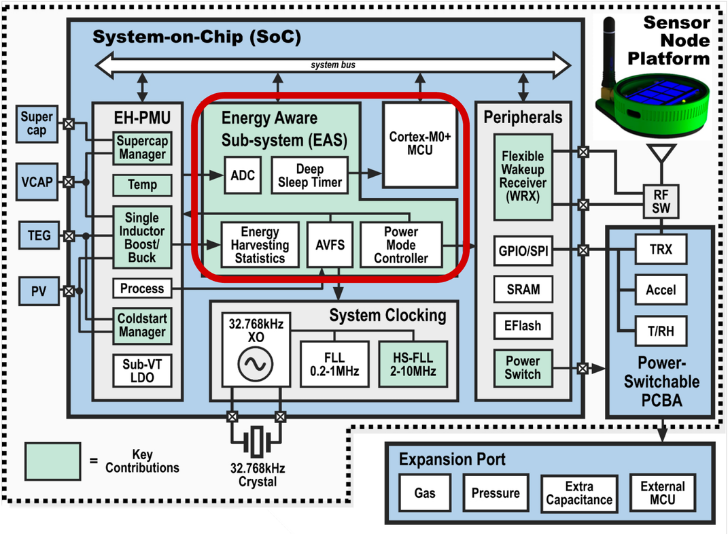 System-on-Chip (SoC)
Sensor
Node
Platform
system bus
Super
cap
VCAP
TEG
PV
EH-PMU
Supercap
Manager
Temp
Single
Inductor
Boost/
Buck
Process
Coldstart
Manager
Sub-VT
LDO
Energy Aware
Sub-system (EAS)
ADC
Deep
Sleep Timer
Cortex-M0+
MCU
Energy
Harvesting
Statistics
AVFS
Power
Mode
Controller
System Clocking
32.768kHz
XO
FLL
0.2-1MHz
HS-FLL
2-10MHz
Peripherals
Flexible
Wakeup
Receiver
(WRX)
GPIO/SPI
SRAM
EFlash
Power
Switch
RF
SW
TRX
Accel
T/RH
Power-
Switchable
PCBA
32.768kHz
Crystal
= Key
Contributions
Expansion Port
Gas
Pressure
Extra
Capacitance
External
MCU